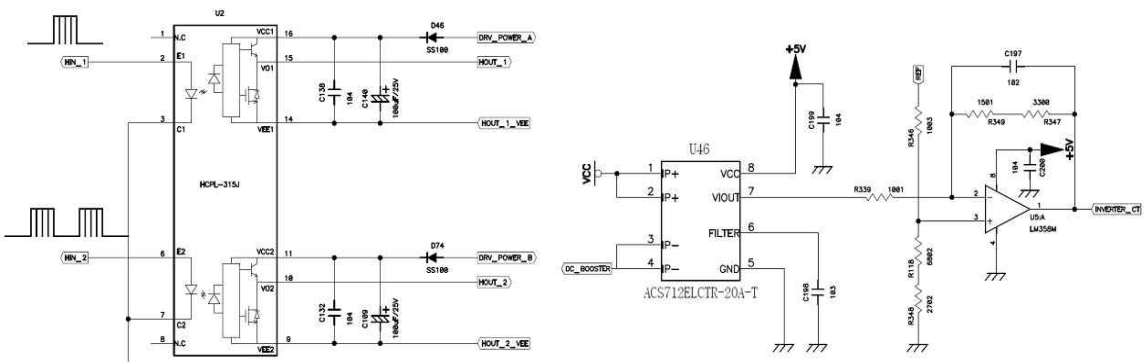 U2
1
N.C
HIN_1
2
E1
3
C1
HCPL-315J
HIN_2
6
E2
7
C2
8
N.C
VCC1
16
VO1
15
VEE1
14
VCC2
11
VO2
10
VEE2
9
D46
SS100
DRV_POWER_A
HOUT_1
C138
104
C140
100uF/25V
HOUT_1_VEE
D74
SS100
DRV_POWER_B
HOUT_2
C132
104
C109
100uF/25V
HOUT_2_VEE
+5V
C199
104
U46
VCC
1 IP+
2 IP+
3 IP-
4 IP-
DC_BOOSTER
VCC 8
VIOUT 7
FILTER 6
GND 5
ACS712ELCTR-20A-T
C198
103
R339 1001
REF
R346
1003
R118
6802
R348
2702
C197
102
1501
R349
3300
R347
+5V
104
C200
8
2
3
1
4
U5:A
LM358M
INVERTER_CT